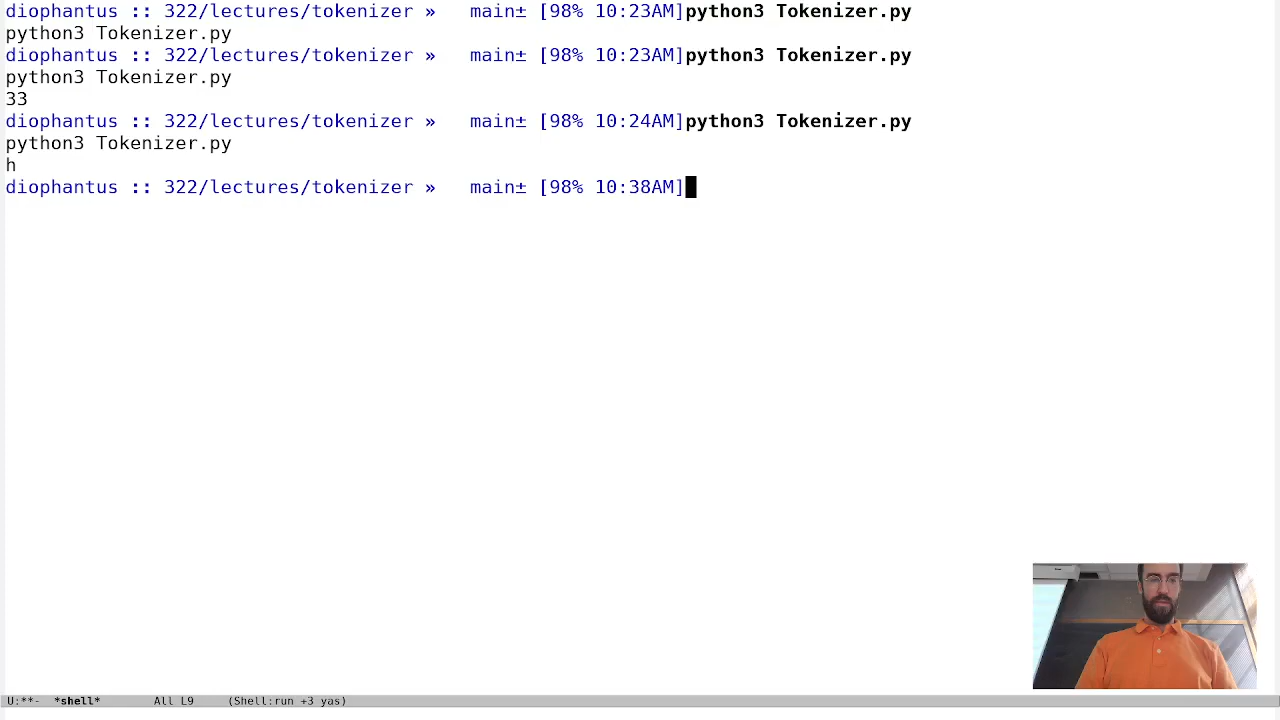 diophantus :: 322/lectures/tokenizer »   main± [98% 10:23AM]python3 Tokenizer.py
python3 Tokenizer.py
diophantus :: 322/lectures/tokenizer »   main± [98% 10:23AM]python3 Tokenizer.py
python3 Tokenizer.py
33
diophantus :: 322/lectures/tokenizer »   main± [98% 10:24AM]python3 Tokenizer.py
python3 Tokenizer.py
h
diophantus :: 322/lectures/tokenizer »   main± [98% 10:38AM]
U:**-  *shell*        All L9     (Shell:run +3 yas)